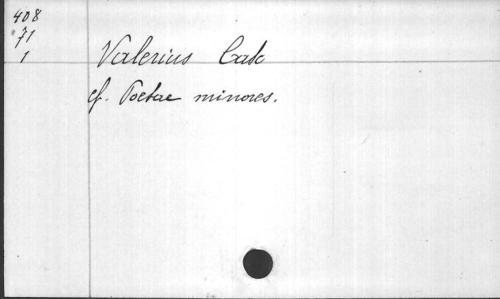 408
71
1
Valerius Cato
cf. Poetae minores.